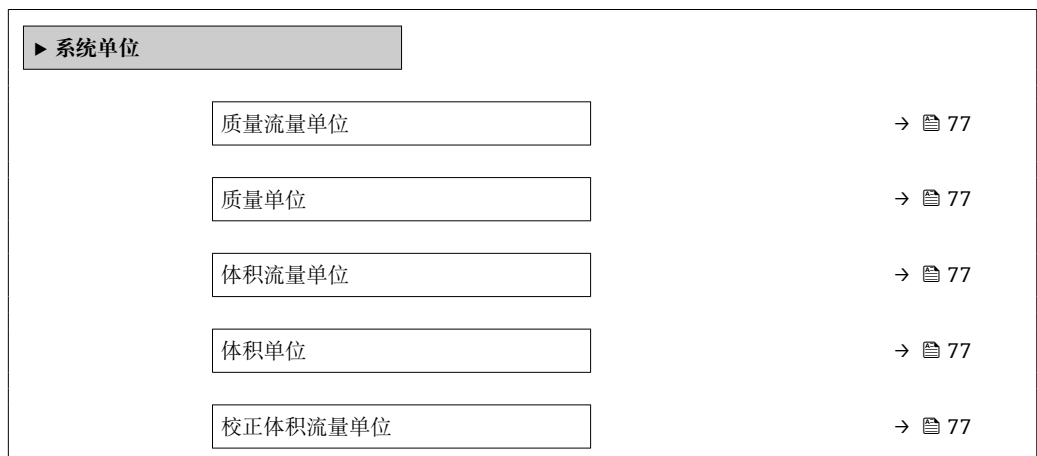 ▶ 系统单位
质量流量单位 → 77
质量单位 → 77
体积流量单位 → 77
体积单位 → 77
校正体积流量单位 → 77